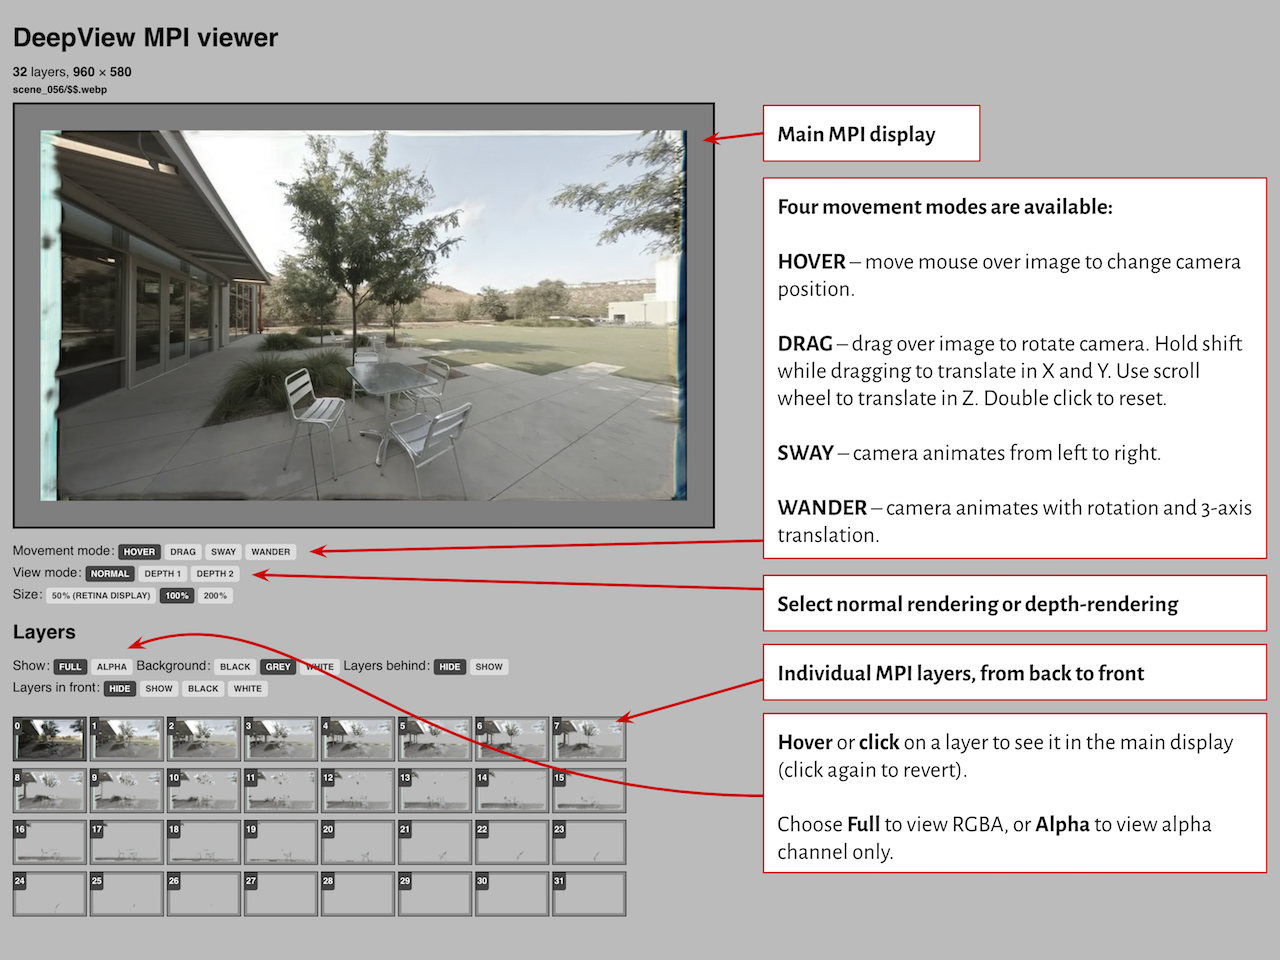 DeepView MPI viewer
32 layers, 960 × 580
scene_056/$$.webp
Main MPI display
Four movement modes are available:
HOVER – move mouse over image to change camera
position.
DRAG – drag over image to rotate camera. Hold shift
while dragging to translate in X and Y. Use scroll
wheel to translate in Z. Double click to reset.
SWAY – camera animates from left to right.
WANDER – camera animates with rotation and 3-axis
translation.
Movement mode: HOVER DRAG SWAY WANDER
View mode: NORMAL DEPTH 1 DEPTH 2
Size: 50% (RETINA DISPLAY) 100% 200%
Select normal rendering or depth-rendering
Layers
Show: FULL ALPHA Background: BLACK GREY WHITE Layers behind: HIDE SHOW
Layers in front: HIDE SHOW BLACK WHITE
Individual MPI layers, from back to front
0 1 2 3 4 5 6 7
8 9 10 11 12 13 14 15
16 17 18 19 20 21 22 23
24 25 26 27 28 29 30 31
Hover or click on a layer to see it in the main display
(click again to revert).
Choose Full to view RGBA, or Alpha to view alpha
channel only.